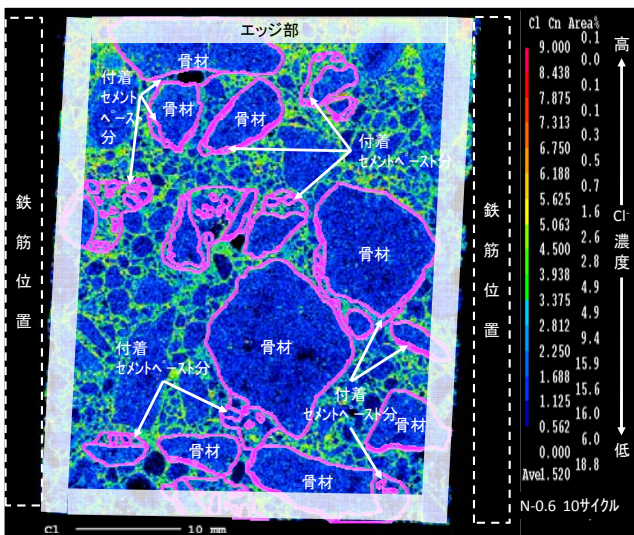 エッジ部
Cl Cn Area%
0.1
9.000
0.0
8.438
0.1
7.875
0.1
7.313
0.3
6.750
0.5
6.188
0.7
5.625
1.6
5.063
2.6
4.500
2.8
3.938
4.9
3.375
9.4
2.812
15.9
2.250
15.6
1.688
16.0
1.125
6.0
0.562
18.8
0.000
Ave1.520
高
Cl⁻
濃
度
低
骨材
付着
セメント
ペース
ト分
骨材
骨材
付着
セメントペースト分
鉄
筋
位
置
鉄
筋
位
置
骨材
骨材
付着
セメントペースト分
付着
セメントペースト分
骨材
骨材
骨材
N-0.6 10サイクル
Cl
10 mm